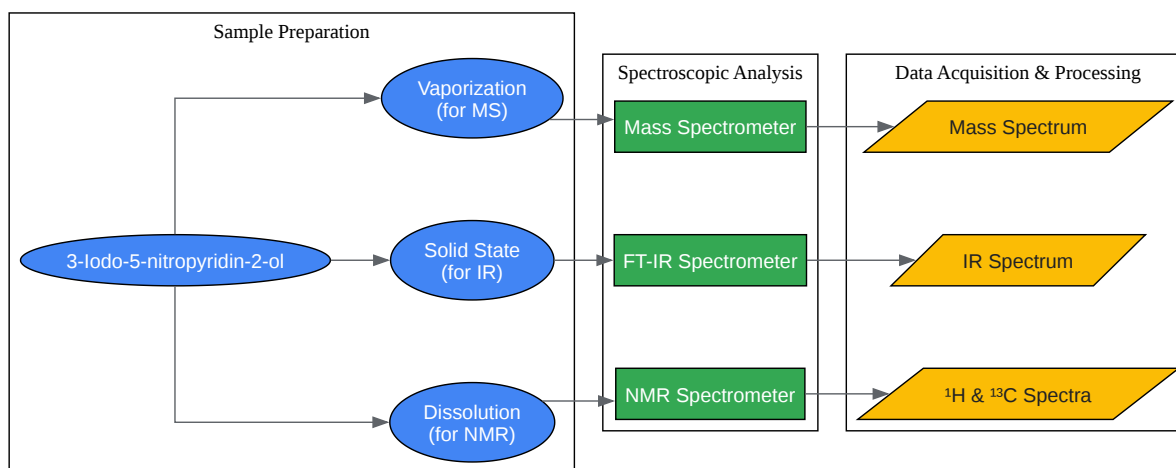 Sample Preparation
Vaporization
(for MS)
3-Iodo-5-nitropyridin-2-ol
Solid State
(for IR)
Dissolution
(for NMR)
Spectroscopic Analysis
Mass Spectrometer
FT-IR Spectrometer
NMR Spectrometer
Data Acquisition & Processing
Mass Spectrum
IR Spectrum
¹H & ¹³C Spectra